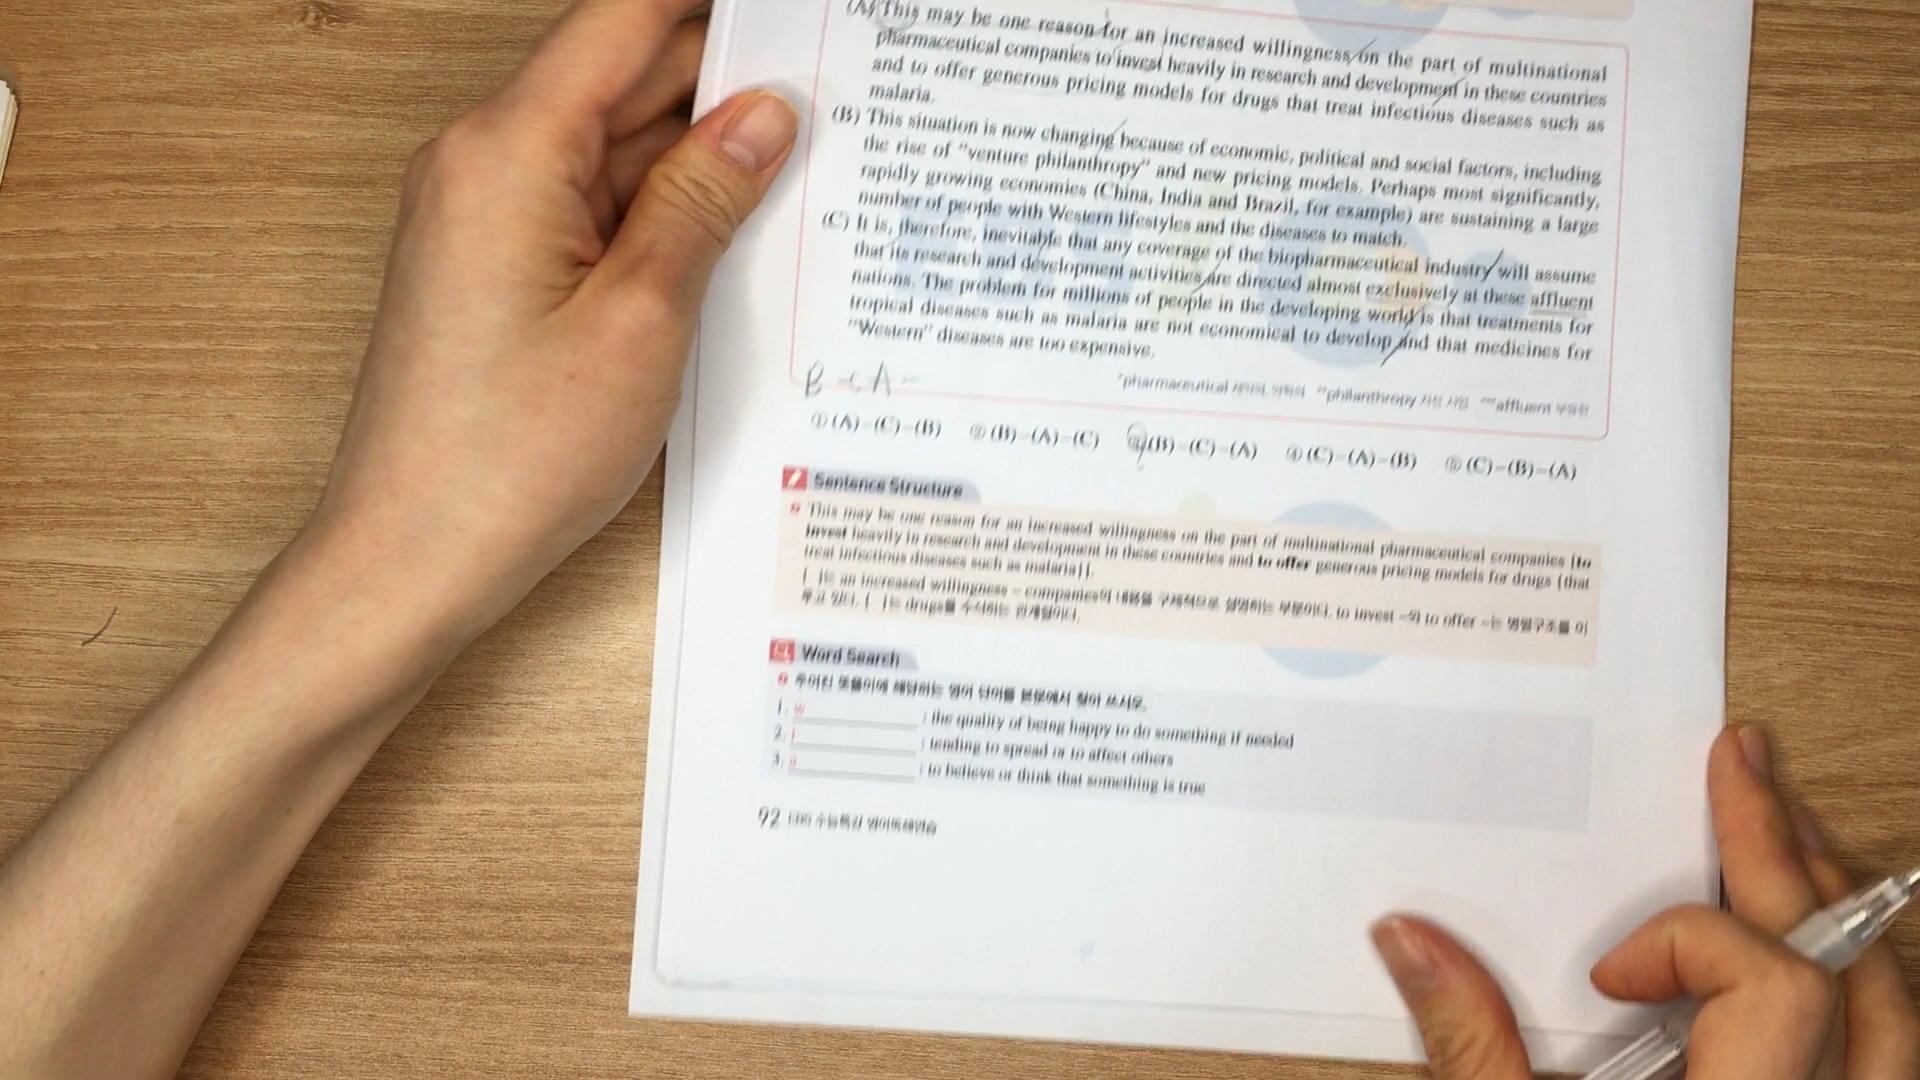 (A) This may be one reason for an increased willingness on the part of multinational
pharmaceutical companies to invest heavily in research and development in these countries
and to offer generous pricing models for drugs that treat infectious diseases such as
malaria.
(B) This situation is now changing because of economic, political and social factors, including
the rise of "venture philanthropy" and new pricing models. Perhaps most significantly,
rapidly growing economies (China, India and Brazil, for example) are sustaining a large
number of people with Western lifestyles and the diseases to match.
(C) It is, therefore, inevitable that any coverage of the biopharmaceutical industry will assume
that its research and development activities are directed almost exclusively at these affluent
nations. The problem for millions of people in the developing world is that treatments for
tropical diseases such as malaria are not economical to develop and that medicines for
"Western" diseases are too expensive.
B - A -
*pharmaceutical **philanthropy 자선 사업 ***affluent 부유한
① (A)-(C)-(B) ② (B)-(A)-(C) ③ (B)-(C)-(A) ④ (C)-(A)-(B) ⑤ (C)-(B)-(A)
Sentence Structure
This may be one reason for an increased willingness on the part of multinational pharmaceutical companies [to
invest heavily in research and development in these countries and to offer generous pricing models for drugs {that
treat infectious diseases such as malaria}].
[ ]는 an increased willingness ~ companies의 내용을 구체적으로 설명하는 부분이다. to invest ~와 to offer ~는 병렬구조를 이
루고 있다. { }는 drugs를 수식하는 관계절이다.
Word Search
주어진 뜻풀이에 해당하는 영어 단어를 본문에서 찾아 쓰시오.
1. w : the quality of being happy to do something if needed
2. i : tending to spread or to affect others
3. a : to believe or think that something is true
92 EBS 수능특강 영어독해연습